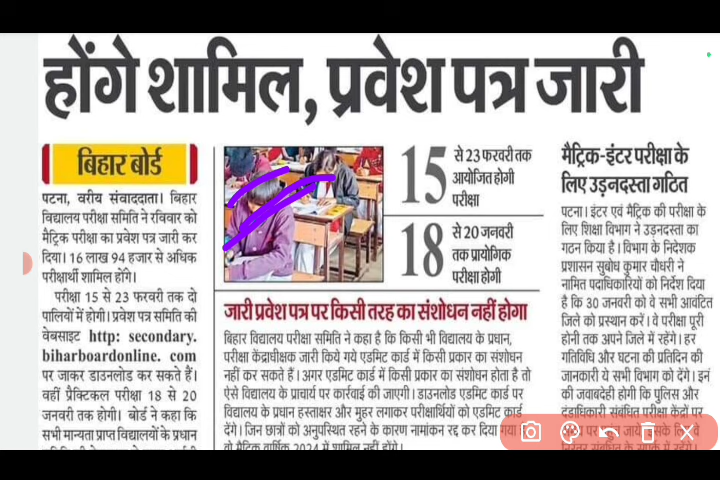 होंगे शामिल, प्रवेश पत्र जारी
बिहार बोर्ड
पटना, वरीय संवाददाता। बिहार
विद्यालय परीक्षा समिति ने रविवार को
मैट्रिक परीक्षा का प्रवेश पत्र जारी कर
दिया। 16 लाख 94 हजार से अधिक
परीक्षार्थी शामिल होंगे।
परीक्षा 15 से 23 फरवरी तक दो
पालियों में होगी। प्रवेश पत्र समिति की
वेबसाइट http: secondary.
biharboardonline. com
पर जाकर डाउनलोड कर सकते हैं।
वहीं प्रैक्टिकल परीक्षा 18 से 20
जनवरी तक होगी। बोर्ड ने कहा कि
सभी मान्यता प्राप्त विद्यालयों के प्रधान
15 से 23 फरवरी तक
आयोजित होगी
परीक्षा
18 से 20 जनवरी
तक प्रायोगिक
परीक्षा होगी
जारी प्रवेश पत्र पर किसी तरह का संशोधन नहीं होगा
बिहार विद्यालय परीक्षा समिति ने कहा है कि किसी भी विद्यालय के प्रधान,
परीक्षा केंद्राधीक्षक जारी किये गये एडमिट कार्ड में किसी प्रकार का संशोधन
नहीं कर सकते हैं। अगर एडमिट कार्ड में किसी प्रकार का संशोधन होता है तो
ऐसे विद्यालय के प्राचार्य पर कार्रवाई की जाएगी। डाउनलोड एडमिट कार्ड पर
विद्यालय के प्रधान हस्ताक्षर और मुहर लगाकर परीक्षार्थियों को एडमिट कार्ड
देंगे। जिन छात्रों को अनुपस्थित रहने के कारण नामांकन रद्द कर दिया गया
वो मैट्रिक वार्षिक 2024 में शामिल नहीं होंगे।
मैट्रिक-इंटर परीक्षा के
लिए उड़नदस्ता गठित
पटना। इंटर एवं मैट्रिक की परीक्षा के
लिए शिक्षा विभाग ने उड़नदस्ता का
गठन किया है। विभाग के निदेशक
प्रशासन सुबोध कुमार चौधरी ने
नामित पदाधिकारियों को निर्देश दिया
है कि 30 जनवरी को वे सभी आवंटित
जिले को प्रस्थान करें। वे परीक्षा पूरी
होनी तक अपने जिले में रहेंगे। हर
गतिविधि और घटना की प्रतिदिन की
जानकारी ये सभी विभाग को देंगे। इनं
की जवाबदेही होगी कि पुलिस और
दंडाधिकारी संबंधित परीक्षा केंद्रों पर